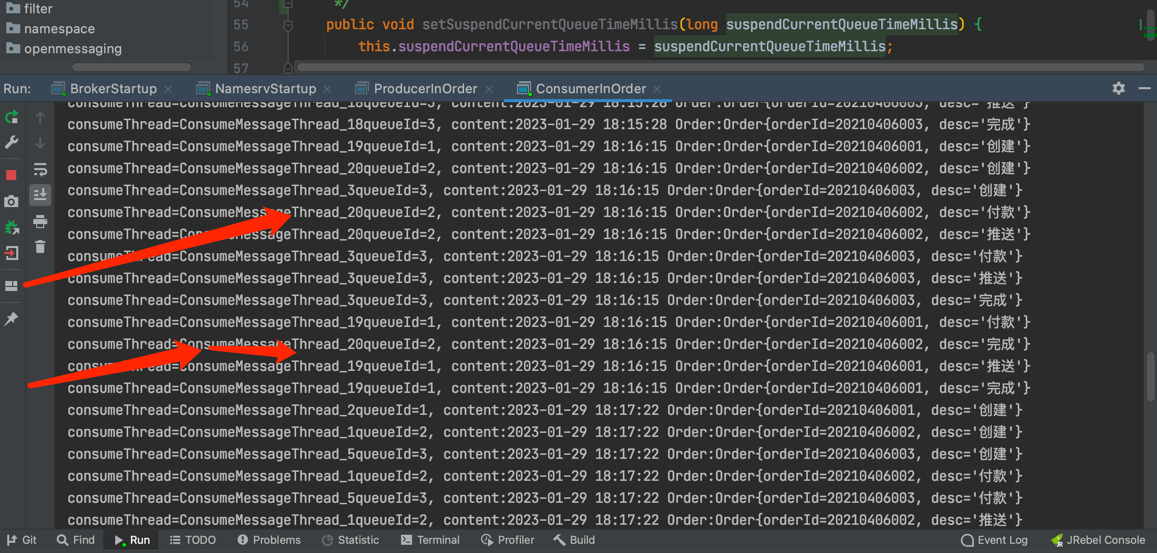 filter
namespace
openmessaging
54 */
55 public void setSuspendCurrentQueueTimeMillis(long suspendCurrentQueueTimeMillis) {
56 this.suspendCurrentQueueTimeMillis = suspendCurrentQueueTimeMillis;
57
Run: BrokerStartup × NamesrvStartup × ProducerInOrder × ConsumerInOrder ×
consumeThread=ConsumeMessageThread_18queueId=3, content:2023-01-29 18:15:28 Order:Order{orderId=20210406003, desc='推送'}
consumeThread=ConsumeMessageThread_18queueId=3, content:2023-01-29 18:15:28 Order:Order{orderId=20210406003, desc='完成'}
consumeThread=ConsumeMessageThread_19queueId=1, content:2023-01-29 18:16:15 Order:Order{orderId=20210406001, desc='创建'}
consumeThread=ConsumeMessageThread_20queueId=2, content:2023-01-29 18:16:15 Order:Order{orderId=20210406002, desc='创建'}
consumeThread=ConsumeMessageThread_3queueId=3, content:2023-01-29 18:16:15 Order:Order{orderId=20210406003, desc='创建'}
consumeThread=ConsumeMessageThread_20queueId=2, content:2023-01-29 18:16:15 Order:Order{orderId=20210406002, desc='付款'}
consumeThread=ConsumeMessageThread_20queueId=2, content:2023-01-29 18:16:15 Order:Order{orderId=20210406002, desc='推送'}
consumeThread=ConsumeMessageThread_3queueId=3, content:2023-01-29 18:16:15 Order:Order{orderId=20210406003, desc='付款'}
consumeThread=ConsumeMessageThread_3queueId=3, content:2023-01-29 18:16:15 Order:Order{orderId=20210406003, desc='推送'}
consumeThread=ConsumeMessageThread_3queueId=3, content:2023-01-29 18:16:15 Order:Order{orderId=20210406003, desc='完成'}
consumeThread=ConsumeMessageThread_19queueId=1, content:2023-01-29 18:16:15 Order:Order{orderId=20210406001, desc='付款'}
consumeThread=ConsumeMessageThread_20queueId=2, content:2023-01-29 18:16:15 Order:Order{orderId=20210406002, desc='完成'}
consumeThread=ConsumeMessageThread_19queueId=1, content:2023-01-29 18:16:15 Order:Order{orderId=20210406001, desc='推送'}
consumeThread=ConsumeMessageThread_19queueId=1, content:2023-01-29 18:16:15 Order:Order{orderId=20210406001, desc='完成'}
consumeThread=ConsumeMessageThread_2queueId=1, content:2023-01-29 18:17:22 Order:Order{orderId=20210406001, desc='创建'}
consumeThread=ConsumeMessageThread_1queueId=2, content:2023-01-29 18:17:22 Order:Order{orderId=20210406002, desc='创建'}
consumeThread=ConsumeMessageThread_5queueId=3, content:2023-01-29 18:17:22 Order:Order{orderId=20210406003, desc='创建'}
consumeThread=ConsumeMessageThread_1queueId=2, content:2023-01-29 18:17:22 Order:Order{orderId=20210406002, desc='付款'}
consumeThread=ConsumeMessageThread_5queueId=3, content:2023-01-29 18:17:22 Order:Order{orderId=20210406003, desc='付款'}
consumeThread=ConsumeMessageThread_1queueId=2, content:2023-01-29 18:17:22 Order:Order{orderId=20210406002, desc='推送'}
Git Find Run TODO Problems Statistic Terminal Profiler Build Event Log JRebel Console